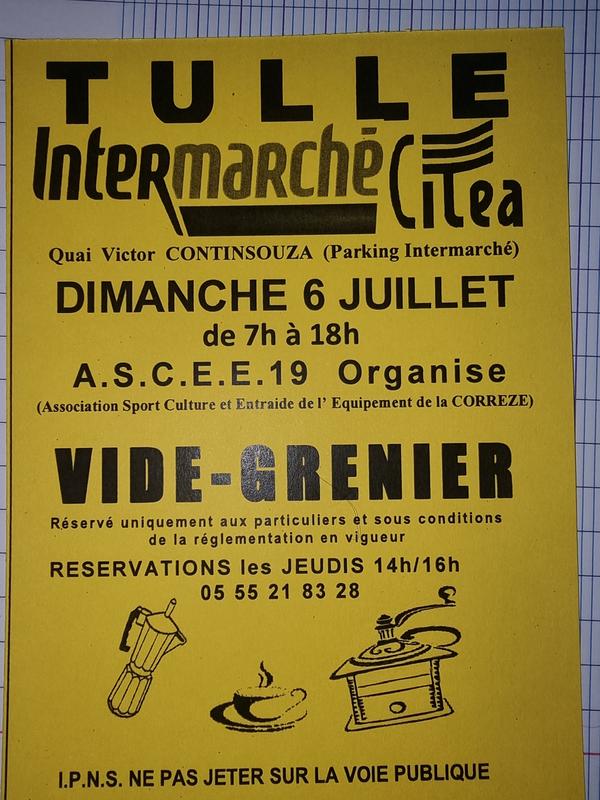 TULLE
Intermarché Citea
Quai Victor CONTINSOUZA (Parking Intermarché)
DIMANCHE 6 JUILLET
de 7h à 18h
A.S.C.E.E.19 Organise
(Association Sport Culture et Entraide de l' Equipement de la CORREZE)
VIDE-GRENIER
Réservé uniquement aux particuliers et sous conditions
de la réglementation en vigueur
RESERVATIONS les JEUDIS 14h/16h
05 55 21 83 28
I.P.N.S. NE PAS JETER SUR LA VOIE PUBLIQUE